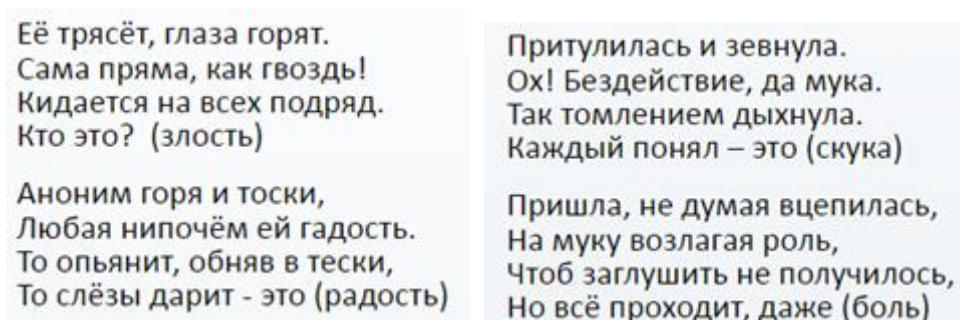 Её трясёт, глаза горят.
Сама пряма, как гвоздь!
Кидается на всех подряд.
Кто это? (злость)
Аноним горя и тоски,
Любая нипочём ей гадость.
То опьянит, обняв в тески,
То слёзы дарит - это (радость)
Притулилась и зевнула.
Ох! Бездействие, да мука.
Так томлением дыхнула.
Каждый понял – это (скука)
Пришла, не думая вцепилась,
На муку возлагая роль,
Чтоб заглушить не получилось,
Но всё проходит, даже (боль)